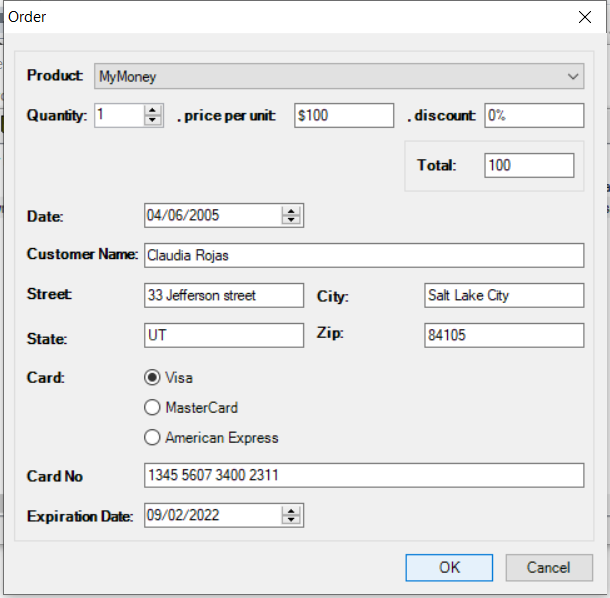 Order
Product: MyMoney
Quantity: 1 . price per unit: $100 . discount: 0%
Total: 100
Date: 04/06/2005
Customer Name: Claudia Rojas
Street: 33 Jefferson street City: Salt Lake City
State: UT Zip: 84105
Card: Visa
MasterCard
American Express
Card No 1345 5607 3400 2311
Expiration Date: 09/02/2022
OK Cancel